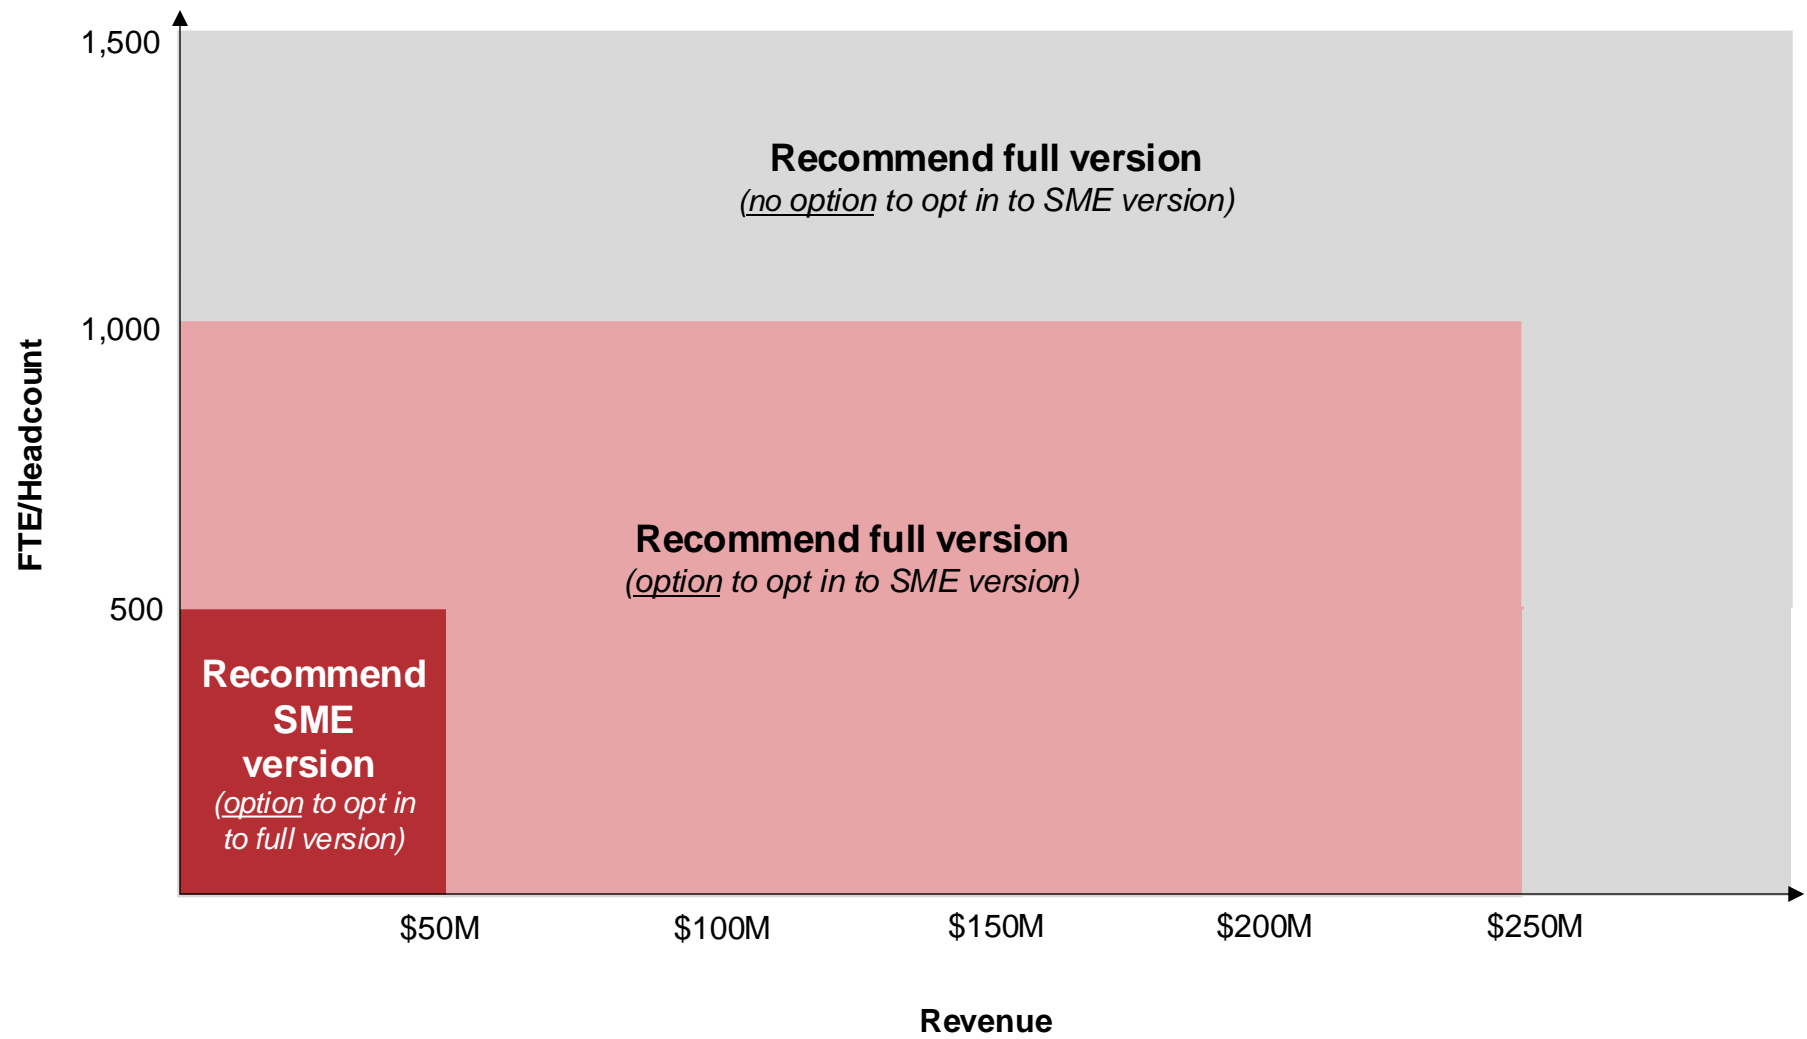 1,500
Recommend full version
(no option to opt in to SME version)
1,000
FTE/Headcount
Recommend full version
(option to opt in to SME version)
500
Recommend
SME
version
(option to opt in
to full version)
$50M
$100M
$150M
$200M
$250M
Revenue